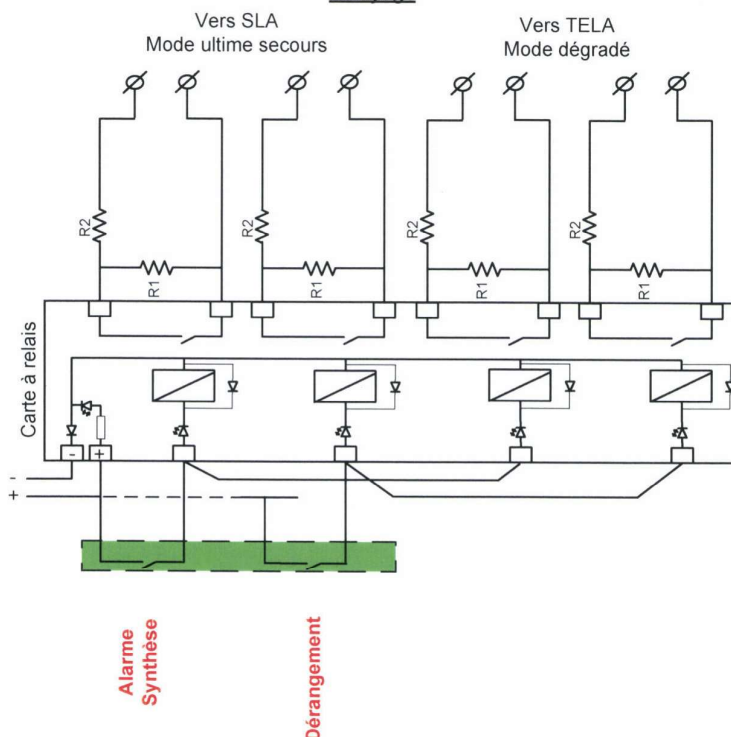 Vers SLA
Mode ultime secours
Vers TELA
Mode dégradé
R2
R1
R2
R1
R2
R1
R2
R1
Carte à relais
-
+
-
+
Alarme
Synthèse
Dérangement